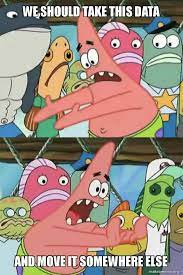 WE SHOULD TAKE THIS DATA
AND MOVE IT SOMEWHERE ELSE